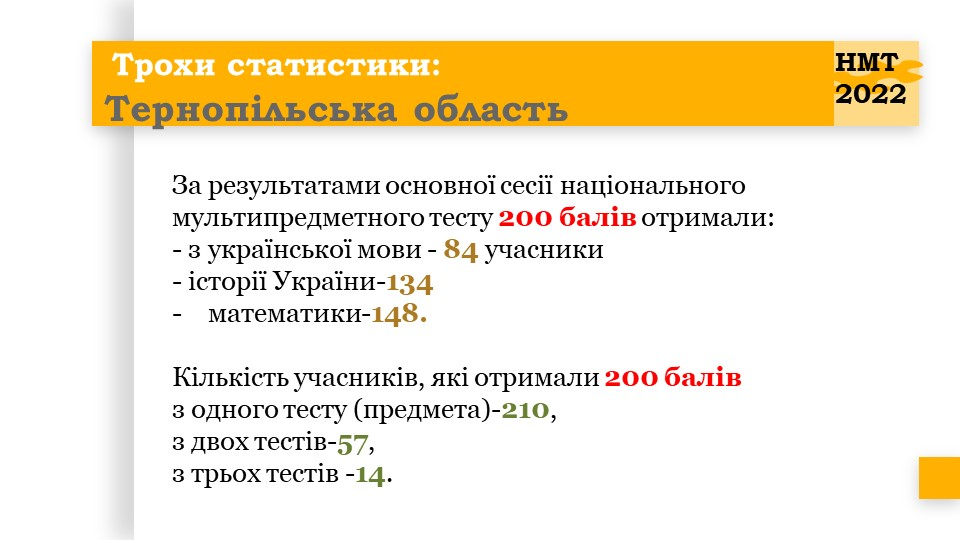 Трохи статистики:
Тернопільська область
НМТ
2022
За результатами основної сесії національного
мультипредметного тесту 200 балів отримали:
- з української мови - 84 учасники
- історії України-134
- математики-148.
Кількість учасників, які отримали 200 балів
з одного тесту (предмета)-210,
з двох тестів-57,
з трьох тестів -14.